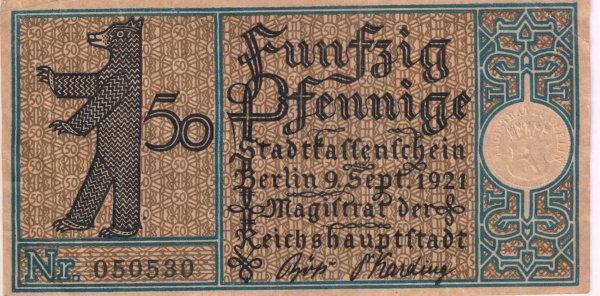 Fünfzig
Pfennige
50
Stadtkassenschein
Berlin 9. Sept. 1921
Magistrat der
Reichshauptstadt
Nr. 050530